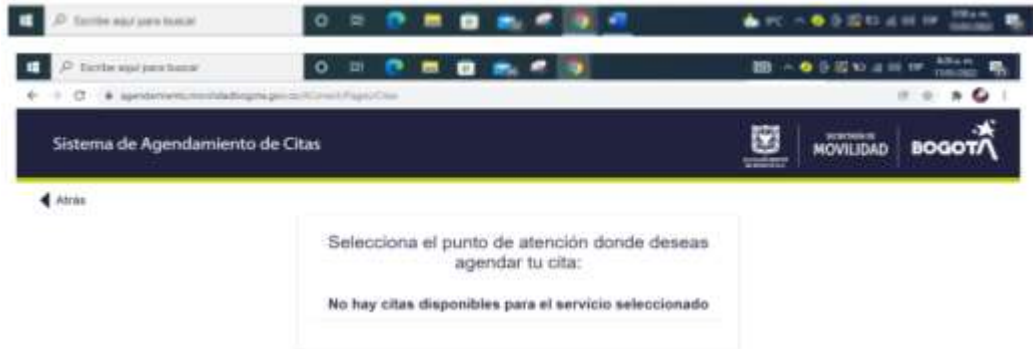 Escribe aquí para buscar
9°C
Escribe aquí para buscar
Sistema de Agendamiento de Citas
MOVILIDAD
BOGOTÁ
Atrás
Selecciona el punto de atención donde deseas
agendar tu cita:
No hay citas disponibles para el servicio seleccionado